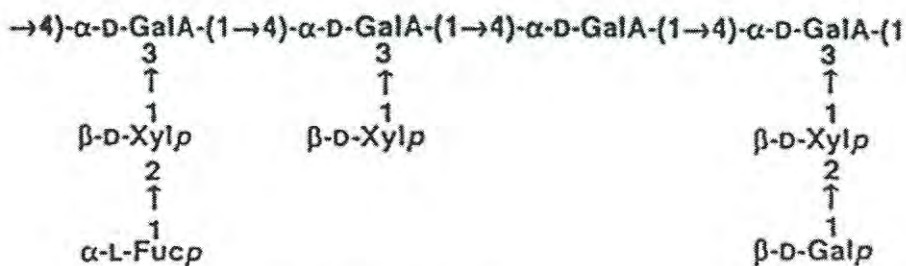 →4)-α-D-GalA-(1→4)-α-D-GalA-(1→4)-α-D-GalA-(1→4)-α-D-GalA-(1
3 3 3
↑ ↑ ↑
1 1 1
β-D-Xylp β-D-Xylp β-D-Xylp
2 2
↑ ↑
1 1
α-L-Fucp β-D-Galp